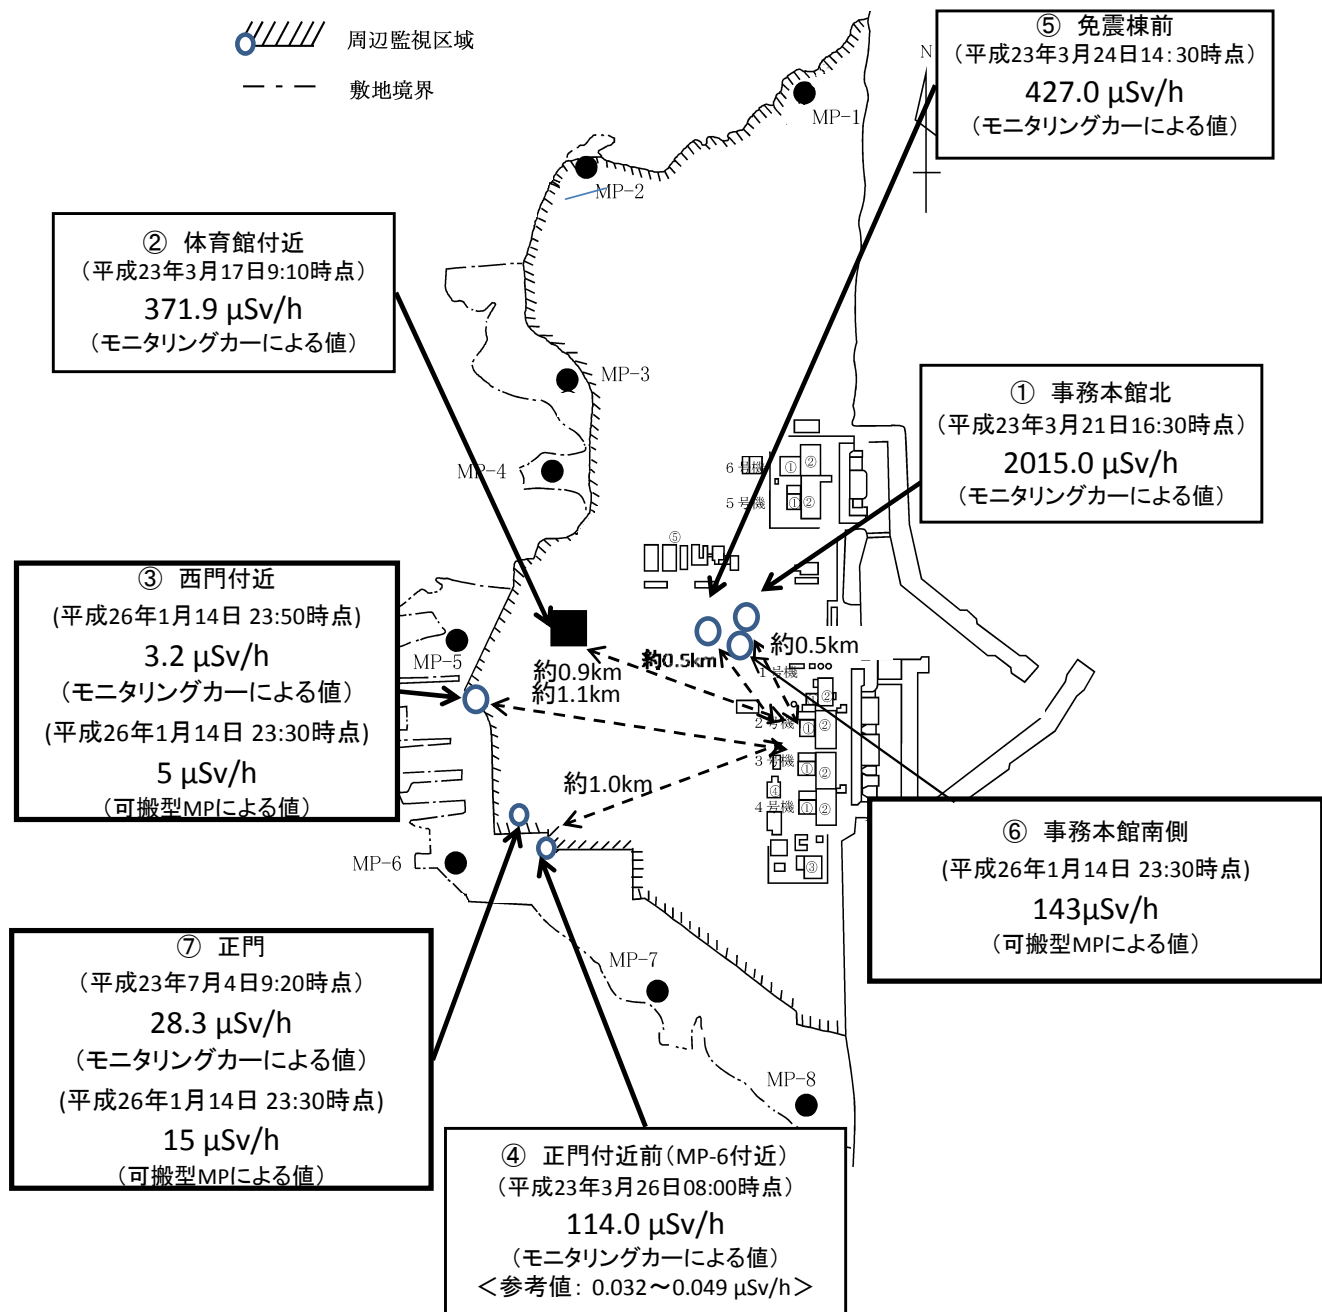 周辺監視区域
敷地境界
⑤ 免震棟前
(平成23年3月24日14:30時点)
427.0 μSv/h
(モニタリングカーによる値)
N
MP-1
MP-2
② 体育館付近
(平成23年3月17日9:10時点)
371.9 μSv/h
(モニタリングカーによる値)
MP-3
① 事務本館北
(平成23年3月21日16:30時点)
2015.0 μSv/h
(モニタリングカーによる値)
MP-4
6号機
① ②
5号機
① ②
⑤
③ 西門付近
(平成26年1月14日 23:50時点)
3.2 μSv/h
(モニタリングカーによる値)
(平成26年1月14日 23:30時点)
5 μSv/h
(可搬型MPによる値)
MP-5
約0.5km
約0.5km
約0.9km
約1.1km
1号機
②
2号機
① ②
3号機
① ②
約1.0km
④
4号機
① ②
③
⑥ 事務本館南側
(平成26年1月14日 23:30時点)
143μSv/h
(可搬型MPによる値)
MP-6
⑦ 正門
(平成23年7月4日9:20時点)
28.3 μSv/h
(モニタリングカーによる値)
(平成26年1月14日 23:30時点)
15 μSv/h
(可搬型MPによる値)
MP-7
MP-8
④ 正門付近前(MP-6付近)
(平成23年3月26日08:00時点)
114.0 μSv/h
(モニタリングカーによる値)
<参考値: 0.032～0.049 μSv/h>